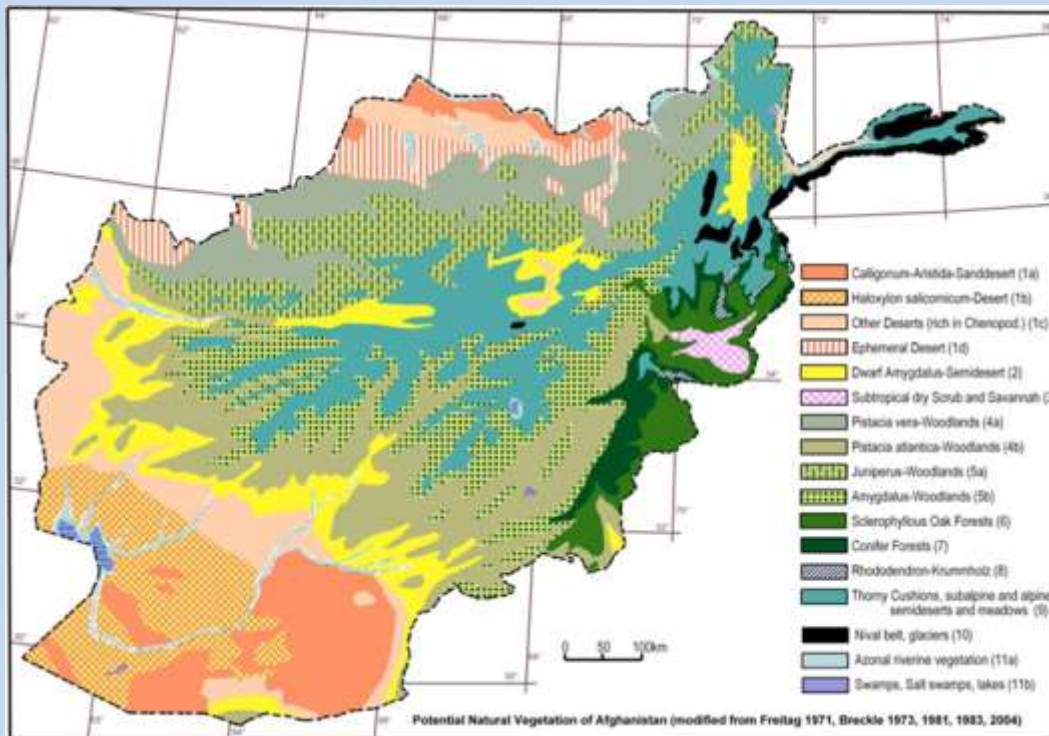 Calligonum-Aristida-Sanddesert (1a)
Haloxylon salicornicum-Desert (1b)
Other Deserts (rich in Chenopod.) (1c)
Ephemeral Desert (1d)
Dwarf Amygdalus-Semidesert (2)
Subtropical dry Scrub and Savannah (
Pistacia vera-Woodlands (4a)
Pistacia atlantica-Woodlands (4b)
Juniperus-Woodlands (5a)
Amygdalus-Woodlands (5b)
Sclerophyllous Oak Forests (6)
Conifer Forests (7)
Rhododendron-Krummholz (8)
Thorny Cushions, subalpine and alpine
semideserts and meadows (9)
Nival belt, glaciers (10)
Azonal riverine vegetation (11a)
Swamps, Salt swamps, lakes (11b)
0 50 100km
Potential Natural Vegetation of Afghanistan (modified from Freitag 1971, Breckle 1973, 1981, 1983, 2004)